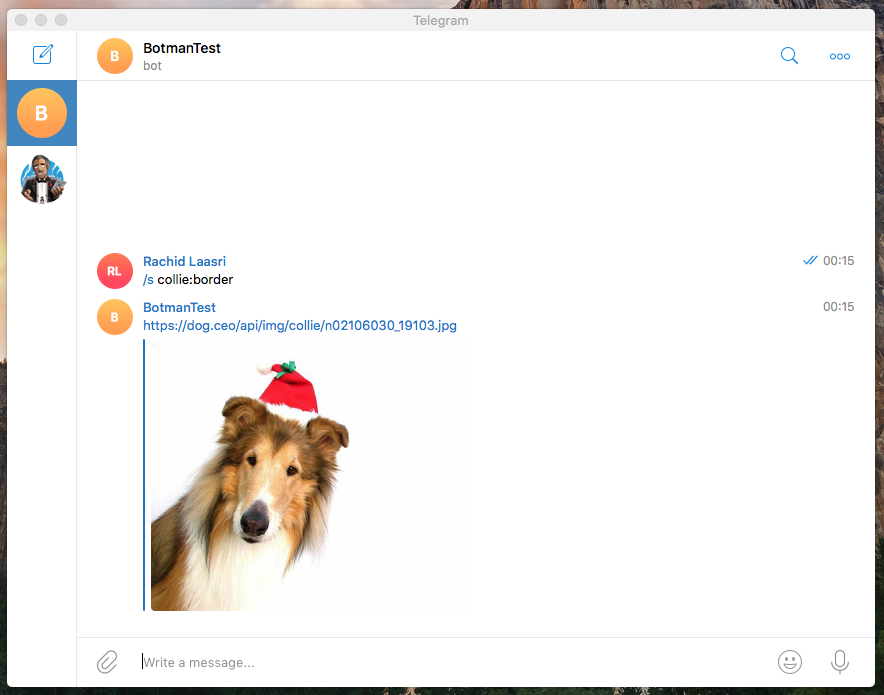 Telegram
B
BotmanTest
bot
B
RL
Rachid Laasri
00:15
/s collie:border
B
BotmanTest
00:15
https://dog.ceo/api/img/collie/n02106030_19103.jpg
Write a message...